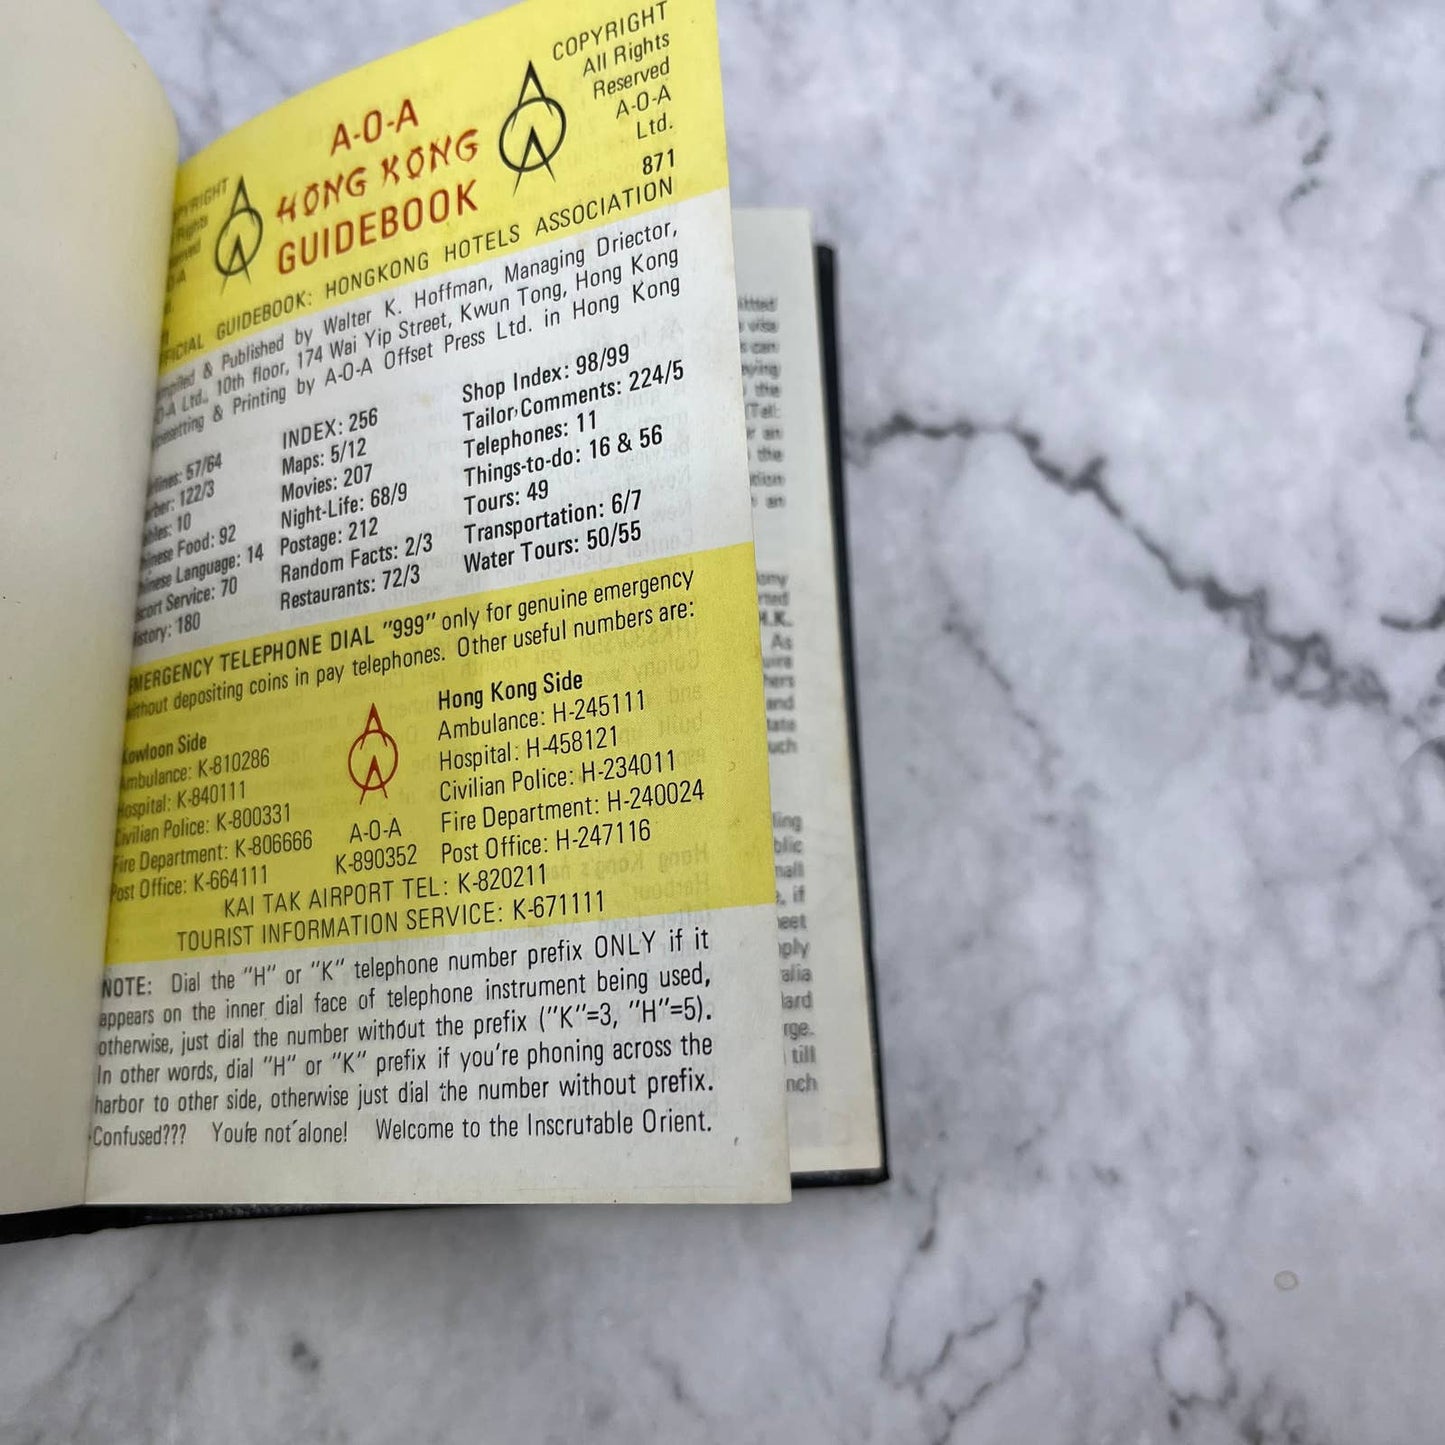 A-O-A
HONG KONG
GUIDEBOOK
COPYRIGHT
All Rights
Reserved
A-O-A
Ltd.
871
GUIDEBOOK: HONGKONG HOTELS ASSOCIATION
& Published by Walter K. Hoffman, Managing Driector,
Ltd., 10th floor, 174 Wai Yip Street, Kwun Tong, Hong Kong
& Printing by A-O-A Offset Press Ltd. in Hong Kong
57/64
122/3
10
Food: 92
Language: 14
Service: 70
180
INDEX: 256
Maps: 5/12
Movies: 207
Night-Life: 68/9
Postage: 212
Random Facts: 2/3
Restaurants: 72/3
Shop Index: 98/99
Tailor Comments: 224/5
Telephones: 11
Things-to-do: 16 & 56
Tours: 49
Transportation: 6/7
Water Tours: 50/55
EMERGENCY TELEPHONE DIAL "999" only for genuine emergency
without depositing coins in pay telephones. Other useful numbers are:
Kowloon Side
Ambulance: K-810286
Hospital: K-840111
Civilian Police: K-800331
Fire Department: K-806666
Post Office: K-664111
A-O-A
K-890352
Hong Kong Side
Ambulance: H-245111
Hospital: H-458121
Civilian Police: H-234011
Fire Department: H-240024
Post Office: H-247116
KAI TAK AIRPORT TEL: K-820211
TOURIST INFORMATION SERVICE: K-671111
NOTE: Dial the "H" or "K" telephone number prefix ONLY if it
appears on the inner dial face of telephone instrument being used,
otherwise, just dial the number without the prefix ("K"=3, "H"=5).
In other words, dial "H" or "K" prefix if you're phoning across the
harbor to other side, otherwise just dial the number without prefix.
Confused??? You're not alone! Welcome to the Inscrutable Orient.